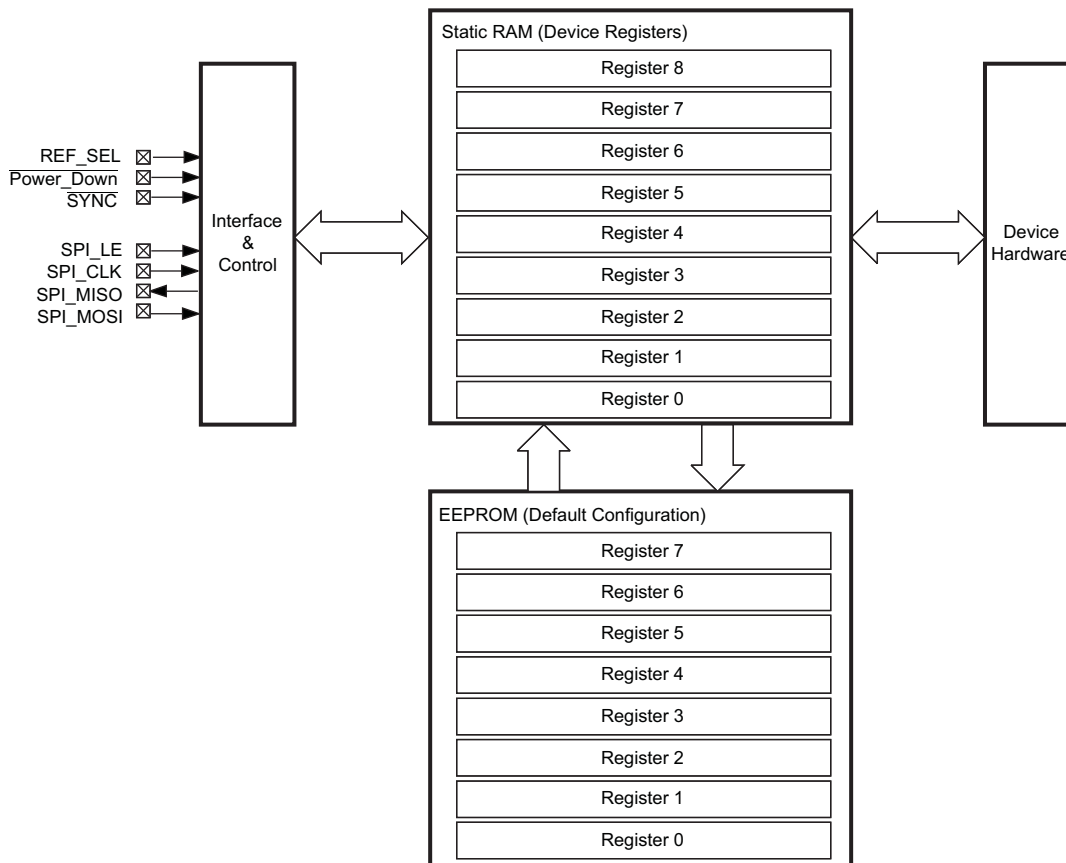 Static RAM (Device Registers)
Register 8
Register 7
Register 6
Register 5
Register 4
Register 3
Register 2
Register 1
Register 0
REF_SEL
Power_Down
SYNC
SPI_LE
SPI_CLK
SPI_MISO
SPI_MOSI
Interface
&
Control
Device
Hardware
EEPROM (Default Configuration)
Register 7
Register 6
Register 5
Register 4
Register 3
Register 2
Register 1
Register 0